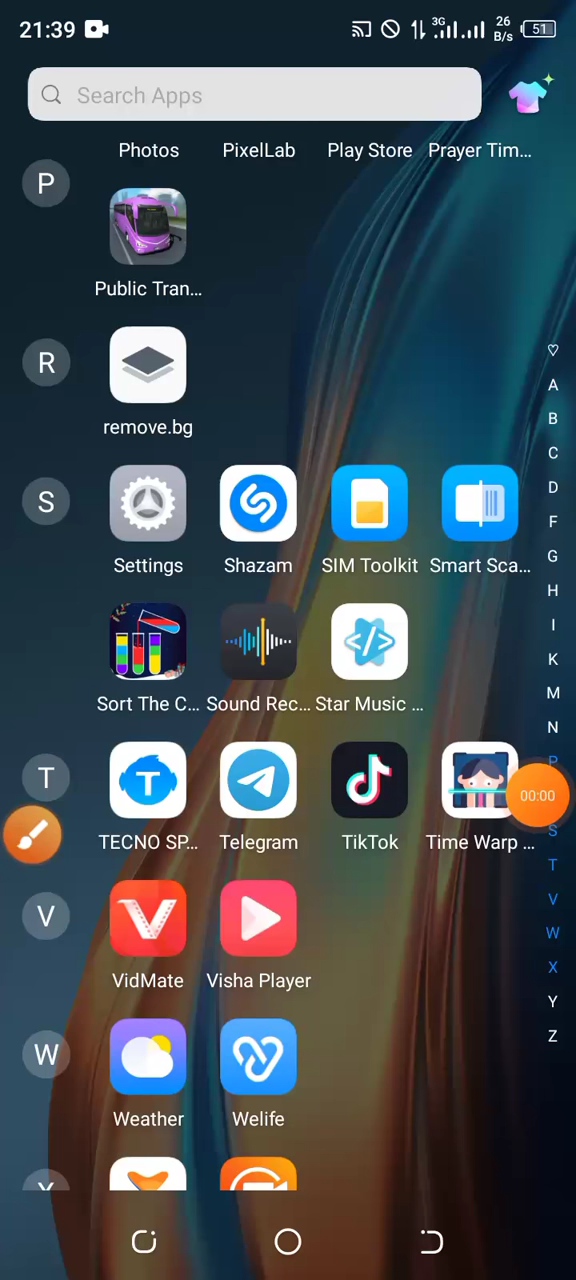 21:39
3G
26
B/s
51
Search Apps
Photos PixelLab Play Store Prayer Tim...
P
Public Tran...
R
remove.bg
S
Settings Shazam SIM Toolkit Smart Sca...
Sort The C... Sound Rec... Star Music ...
T
TECNO SP... Telegram TikTok Time Warp ...
00:00
V
VidMate Visha Player
W
Weather Welife
X
A
B
C
D
F
G
H
I
K
M
N
P
S
T
V
W
X
Y
Z